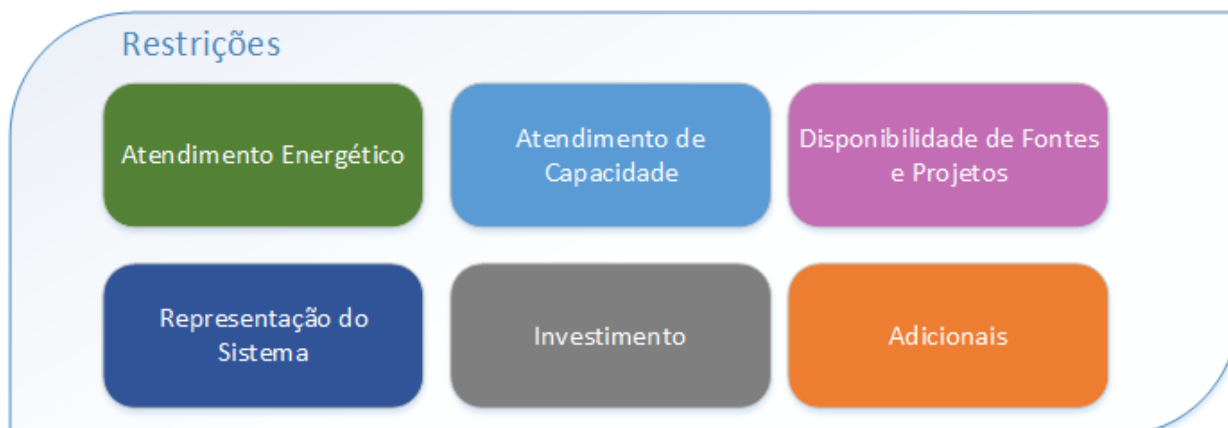 Restrições
Atendimento Energético
Atendimento de
Capacidade
Disponibilidade de Fontes
e Projetos
Representação do
Sistema
Investimento
Adicionais